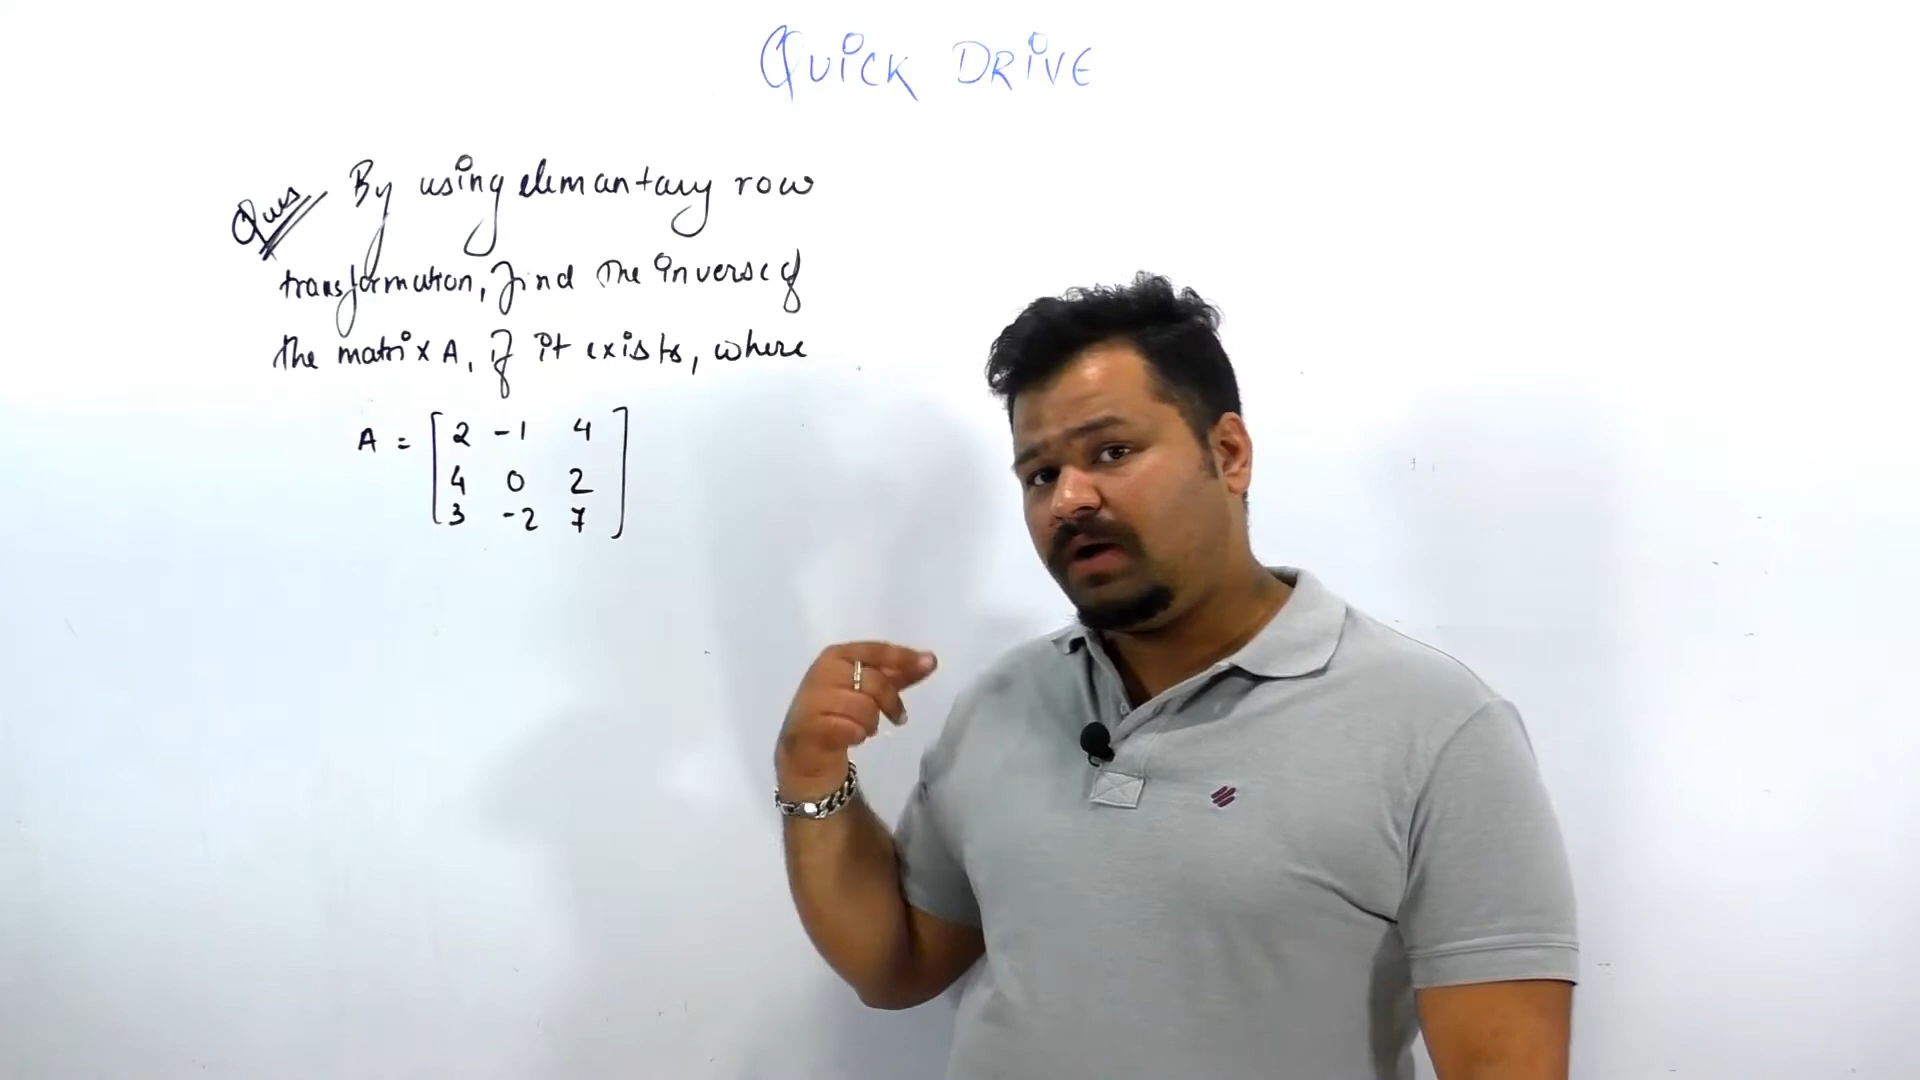 QUICK DRIVE
Ques By using elemantary row
transformation, find the inverse of
the matrix A, if it exists, where
A = [2 -1 4
4 0 2
3 -2 7]